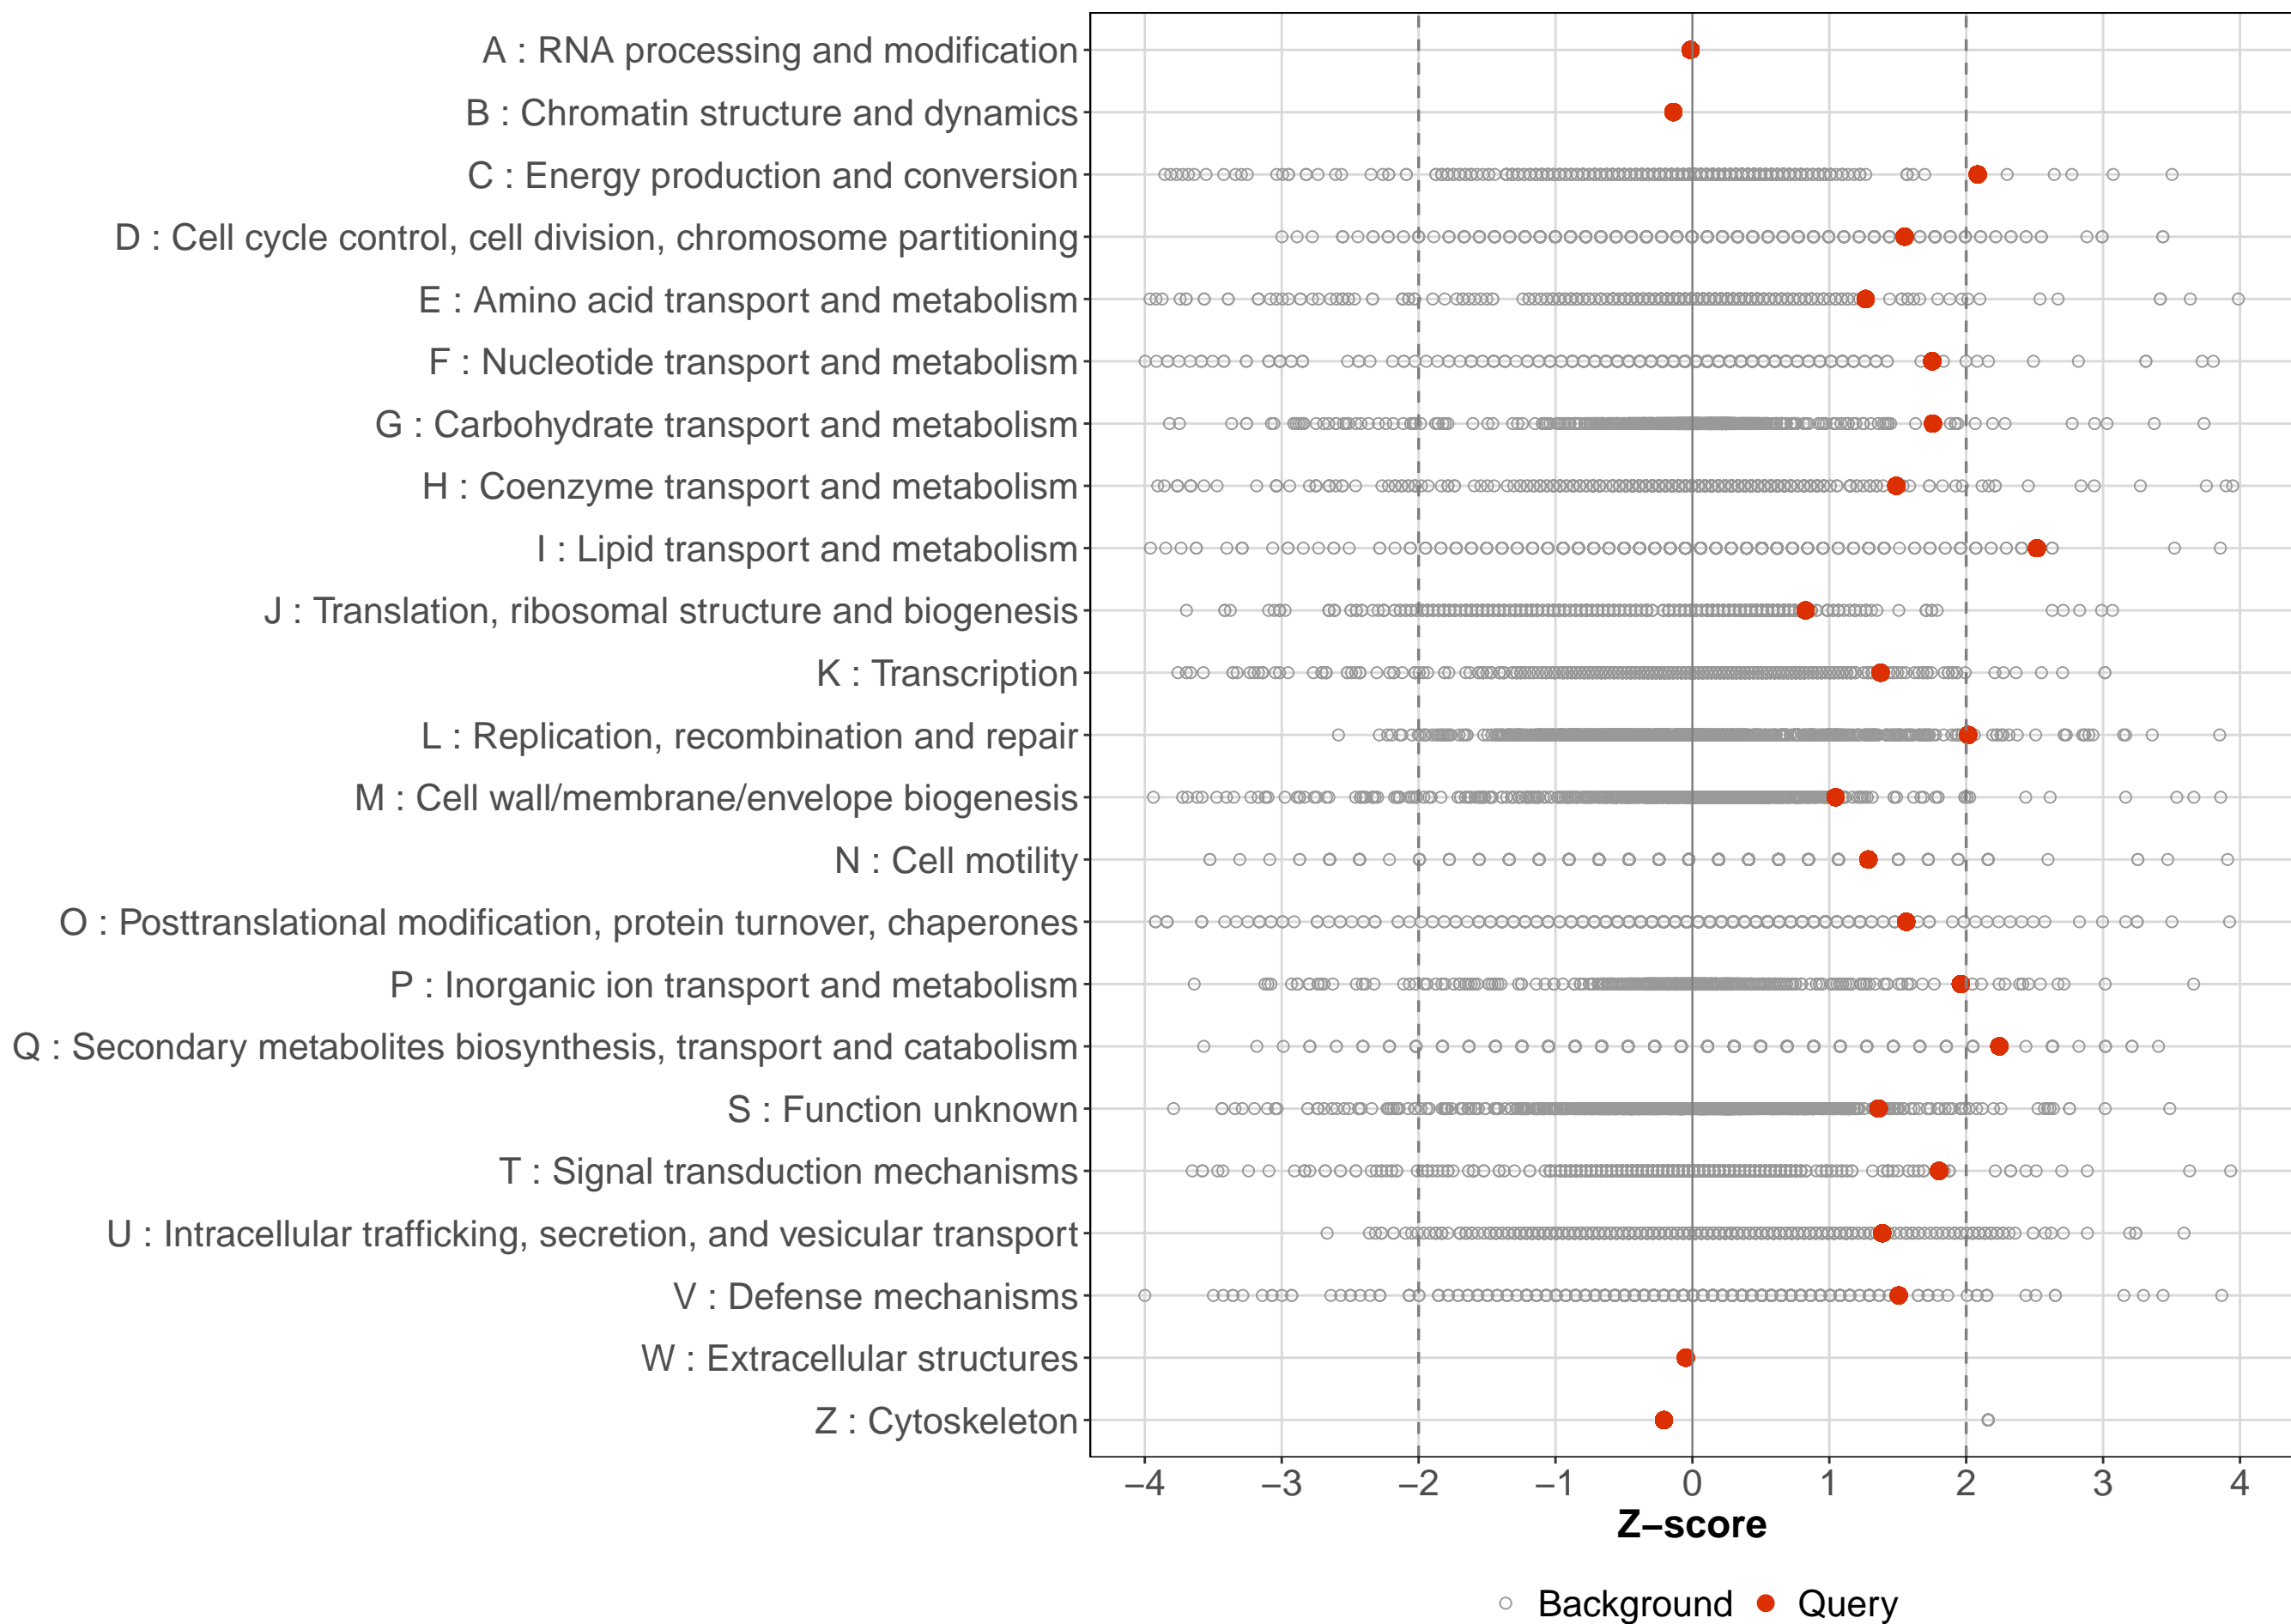 A : RNA processing and modification
B : Chromatin structure and dynamics
C : Energy production and conversion
D : Cell cycle control, cell division, chromosome partitioning
E : Amino acid transport and metabolism
F : Nucleotide transport and metabolism
G : Carbohydrate transport and metabolism
H : Coenzyme transport and metabolism
I : Lipid transport and metabolism
J : Translation, ribosomal structure and biogenesis
K : Transcription
L : Replication, recombination and repair
M : Cell wall/membrane/envelope biogenesis
N : Cell motility
O : Posttranslational modification, protein turnover, chaperones
P : Inorganic ion transport and metabolism
Q : Secondary metabolites biosynthesis, transport and catabolism
S : Function unknown
T : Signal transduction mechanisms
U : Intracellular trafficking, secretion, and vesicular transport
V : Defense mechanisms
W : Extracellular structures
Z : Cytoskeleton
−4 −3 −2 −1 0 1 2 3 4
Z−score
Background Query